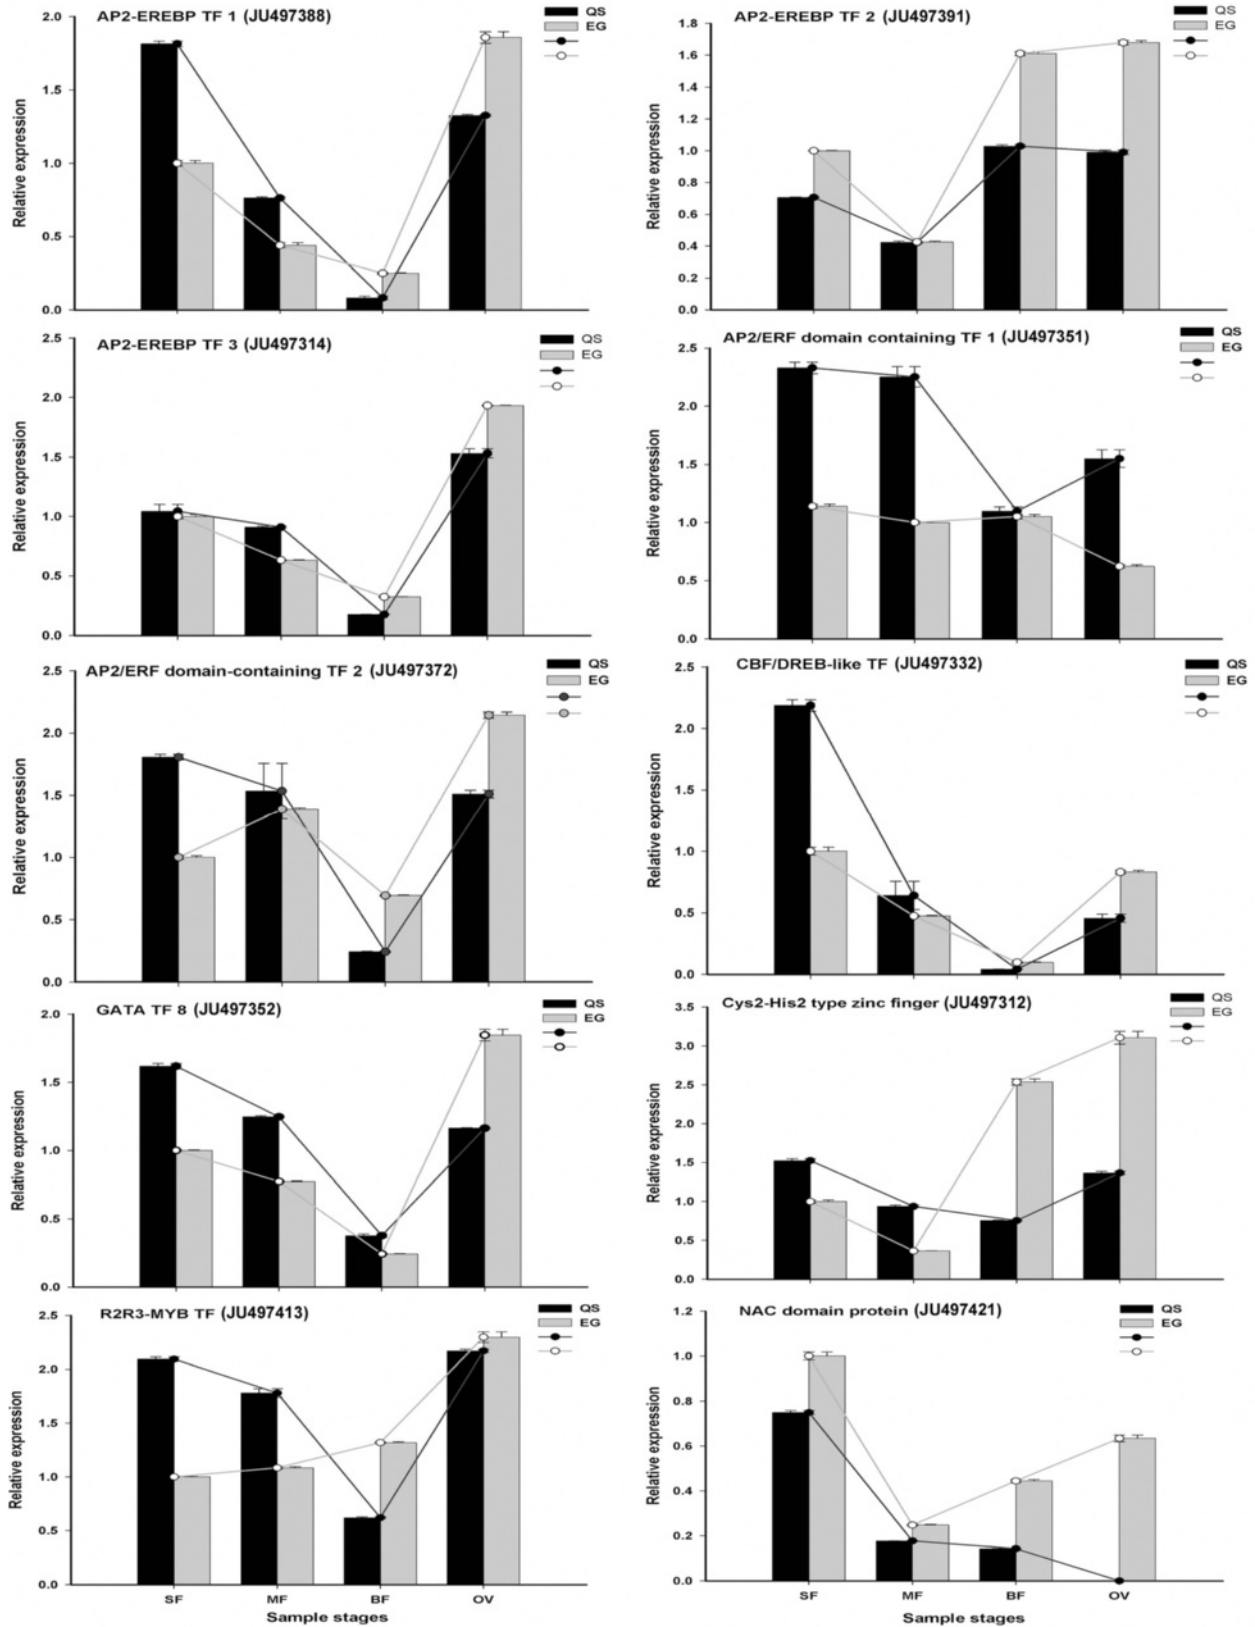 AP2-EREBP TF 1 (JU497388)
QS
EG
Relative expression
2.0
1.5
1.0
0.5
0.0
AP2-EREBP TF 2 (JU497391)
QS
EG
Relative expression
1.8
1.6
1.4
1.2
1.0
0.8
0.6
0.4
0.2
0.0
AP2-EREBP TF 3 (JU497314)
QS
EG
Relative expression
2.5
2.0
1.5
1.0
0.5
0.0
AP2/ERF domain containing TF 1 (JU497351)
QS
EG
Relative expression
2.5
2.0
1.5
1.0
0.5
0.0
AP2/ERF domain-containing TF 2 (JU497372)
QS
EG
Relative expression
2.5
2.0
1.5
1.0
0.5
0.0
CBF/DREB-like TF (JU497332)
QS
EG
Relative expression
2.5
2.0
1.5
1.0
0.5
0.0
GATA TF 8 (JU497352)
QS
EG
Relative expression
2.0
1.5
1.0
0.5
0.0
Cys2-His2 type zinc finger (JU497312)
QS
EG
Relative expression
3.5
3.0
2.5
2.0
1.5
1.0
0.5
0.0
R2R3-MYB TF (JU497413)
QS
EG
Relative expression
2.5
2.0
1.5
1.0
0.5
0.0
SF MF BF OV
Sample stages
NAC domain protein (JU497421)
QS
EG
Relative expression
1.2
1.0
0.8
0.6
0.4
0.2
0.0
SF MF BF OV
Sample stages